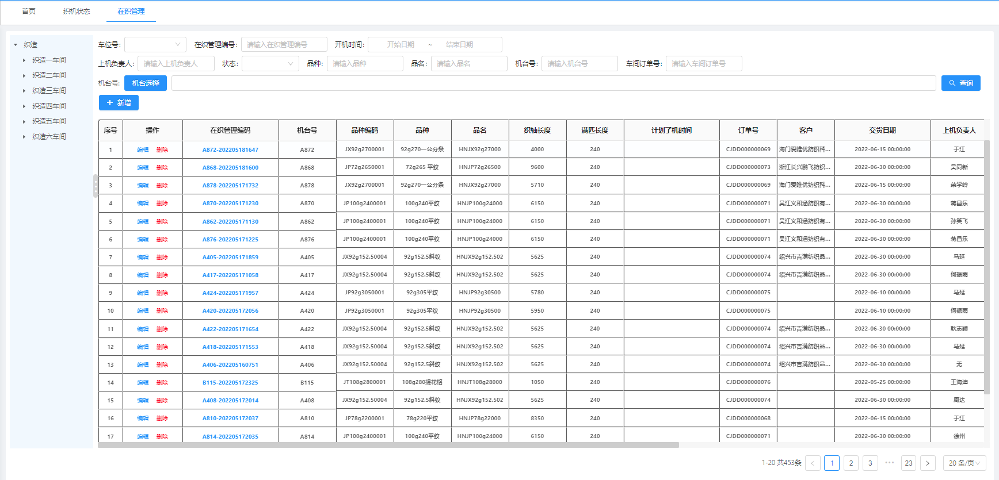 首页 织机状态 在织管理
织造
织造一车间
织造二车间
织造三车间
织造四车间
织造五车间
织造六车间
车位号: 在织管理编号: 请输入在织管理编号 开机时间: 开始日期 ~ 结束日期
上机负责人: 请输入上机负责人 状态: 品种: 请输入品种 品名: 请输入品名 机台号: 请输入机台号 车间订单号: 请输入车间订单号
机台号: 机台选择 查询
+ 新增
序号 操作 在织管理编码 机台号 品种编码 品种 品名 织轴长度 满匹长度 计划了机时间 订单号 客户 交货日期 上机负责人
1 编辑 删除 A872-202205181647 A872 JX92g2700001 92g270一公分条 HNJX92g27000 4000 240 CJDD000000069 海门爱唯优纺织科... 2022-06-15 00:00:00 于江
2 编辑 删除 A868-202205181600 A868 JP72g2650001 72g265 平纹 HNJP72g26500 9600 240 CJDD000000073 浙江长兴鹏飞纺织... 2022-06-30 00:00:00 吴同新
3 编辑 删除 A878-202205171732 A878 JX92g2700001 92g270一公分条 HNJX92g27000 5710 240 CJDD000000069 海门爱唯优纺织科... 2022-06-15 00:00:00 荣学岭
4 编辑 删除 A870-202205171230 A870 JP100g2400001 100g240平纹 HNJP100g24000 6150 240 CJDD000000071 吴江义和涵纺织有... 2022-06-30 00:00:00 蒋昌乐
5 编辑 删除 A862-202205171130 A862 JP100g2400001 100g240平纹 HNJP100g24000 6150 240 CJDD000000071 吴江义和涵纺织有... 2022-06-30 00:00:00 孙笑飞
6 编辑 删除 A876-202205171225 A876 JP100g2400001 100g240平纹 HNJP100g24000 6150 240 CJDD000000071 吴江义和涵纺织有... 2022-06-30 00:00:00 蒋昌乐
7 编辑 删除 A405-202205171859 A405 JX92g152.50004 92g152.5斜纹 HNJX92g152.502 5625 240 CJDD000000074 绍兴市吉满纺织品... 2022-06-30 00:00:00 马延
8 编辑 删除 A417-202205171058 A417 JX92g152.50004 92g152.5斜纹 HNJX92g152.502 5625 240 CJDD000000074 绍兴市吉满纺织品... 2022-06-30 00:00:00 何振雨
9 编辑 删除 A424-202205171957 A424 JP92g3050001 92g305平纹 HNJP92g30500 5780 240 CJDD000000075 2022-06-10 00:00:00 马延
10 编辑 删除 A420-202205172056 A420 JP92g3050001 92g305平纹 HNJP92g30500 5950 240 CJDD000000075 2022-06-10 00:00:00 何振雨
11 编辑 删除 A422-202205171654 A422 JX92g152.50004 92g152.5斜纹 HNJX92g152.502 5625 240 CJDD000000074 绍兴市吉满纺织品... 2022-06-30 00:00:00 耿志颖
12 编辑 删除 A418-202205171553 A418 JX92g152.50004 92g152.5斜纹 HNJX92g152.502 5625 240 CJDD000000074 绍兴市吉满纺织品... 2022-06-30 00:00:00 马延
13 编辑 删除 A406-202205160751 A406 JX92g152.50004 92g152.5斜纹 HNJX92g152.502 5625 240 CJDD000000074 绍兴市吉满纺织品... 2022-06-30 00:00:00 无
14 编辑 删除 B115-202205172325 B115 JT108g2800001 108g280提花格 HNJT108g28000 1050 240 CJDD000000076 2022-05-25 00:00:00 王海迪
15 编辑 删除 A408-202205172014 A408 JX92g152.50004 92g152.5斜纹 HNJX92g152.502 5625 240 CJDD000000074 2022-06-30 00:00:00 周达
16 编辑 删除 A810-202205172037 A810 JP78g2200001 78g220平纹 HNJP78g22000 8350 240 CJDD000000068 2022-06-15 00:00:00 于江
17 编辑 删除 A814-202205172035 A814 JP100g2400001 100g240平纹 HNJP100g24000 6150 240 CJDD000000071 2022-06-30 00:00:00 徐州
1-20 共453条 < 1 2 3 ••• 23 > 20 条/页